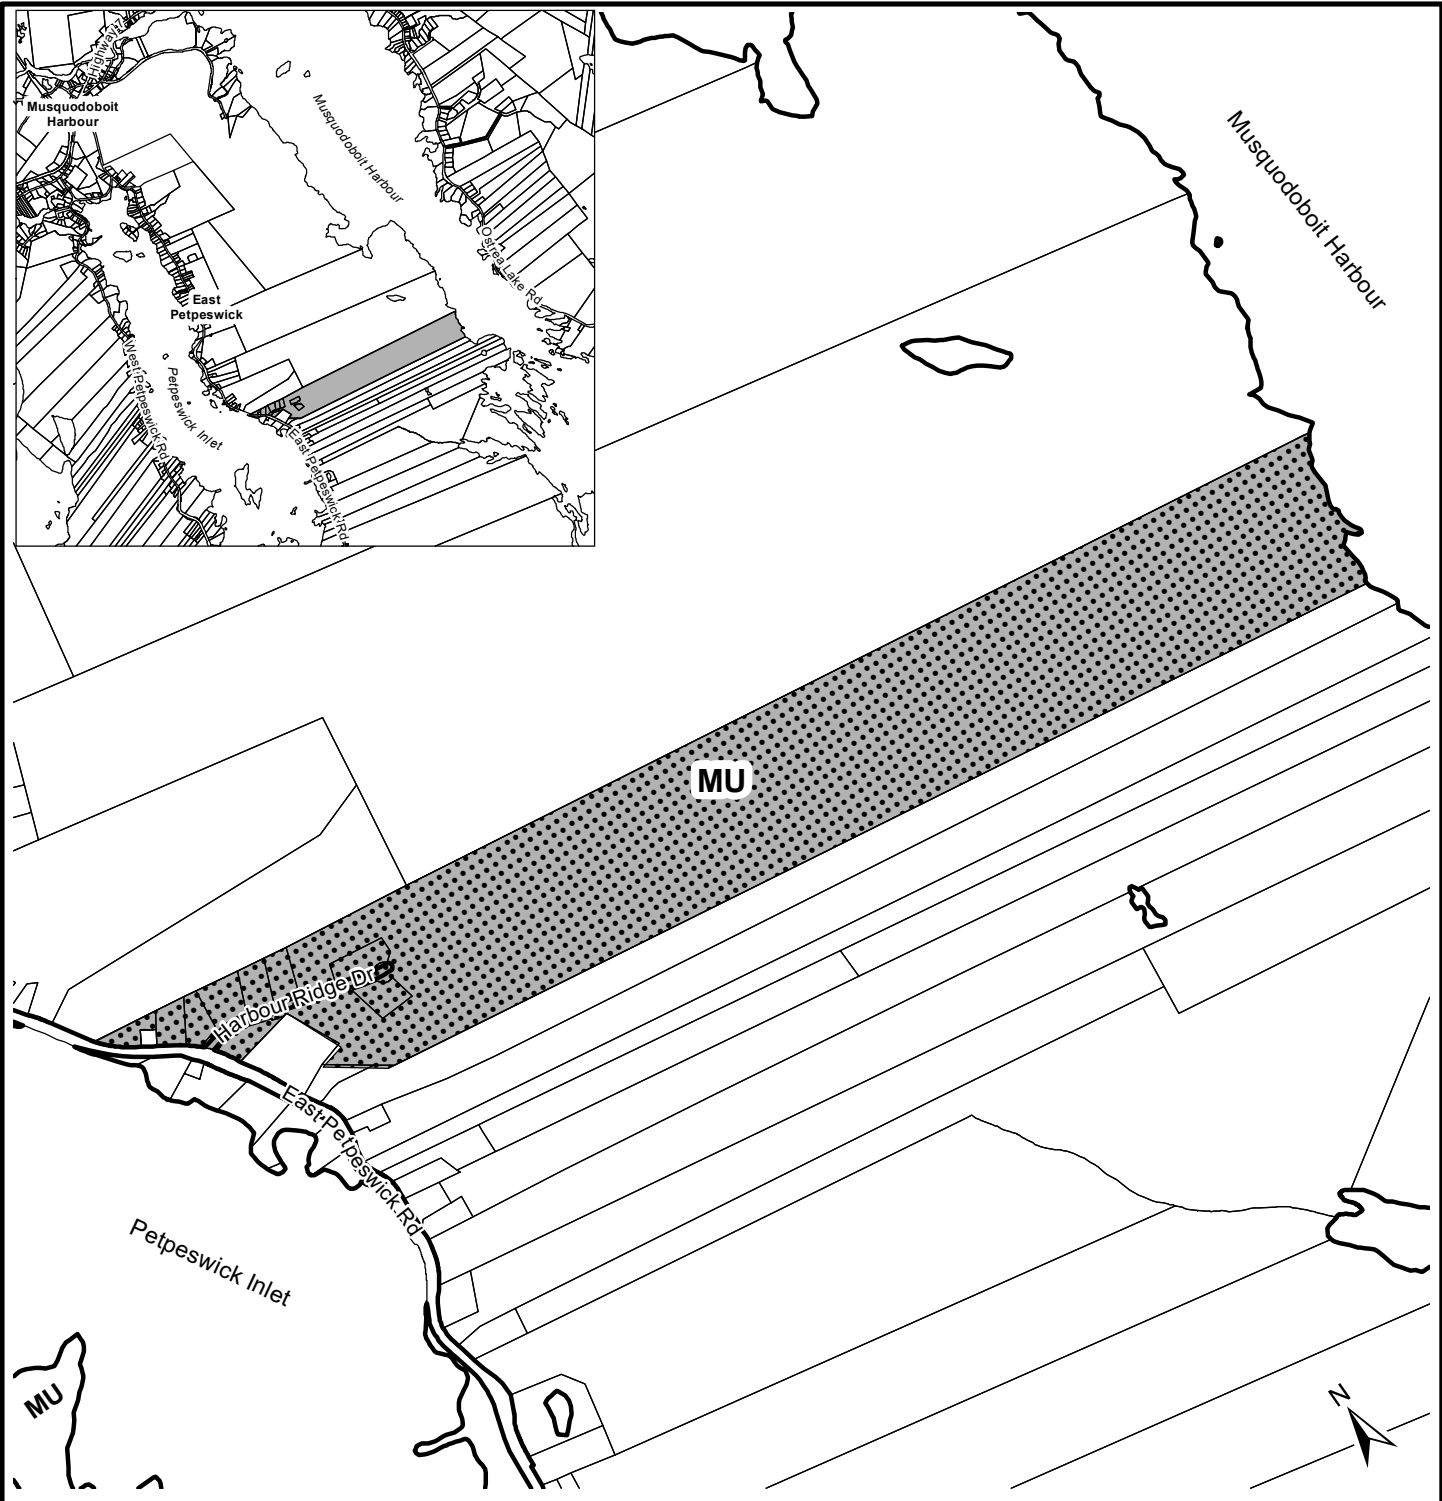 Highway 7
Musquodoboit
Harbour
Musquodoboit Harbour
Ostrea Lake Rd
East
Petpeswick
West Petpeswick Rd
Petpeswick Inlet
East Petpeswick Rd
Musquodoboit Harbour
MU
Harbour Ridge Dr
East Petpeswick Rd
Petpeswick Inlet
MU
N